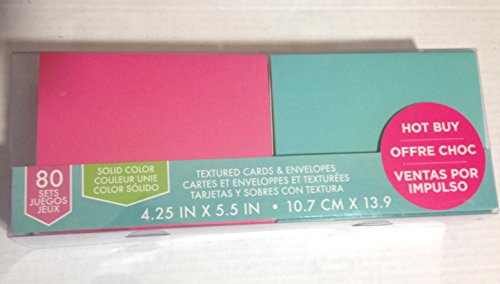 HOT BUY
OFFRE CHOC
VENTAS POR
IMPULSO
80
SETS
JUEGOS
JEUX
SOLID COLOR
COULEUR UNIE
COLOR SÓLIDO
TEXTURED CARDS & ENVELOPES
CARTES ET ENVELOPPES ET TEXTURÉES
TARJETAS Y SOBRES CON TEXTURA
4.25 IN X 5.5 IN • 10.7 CM X 13.9